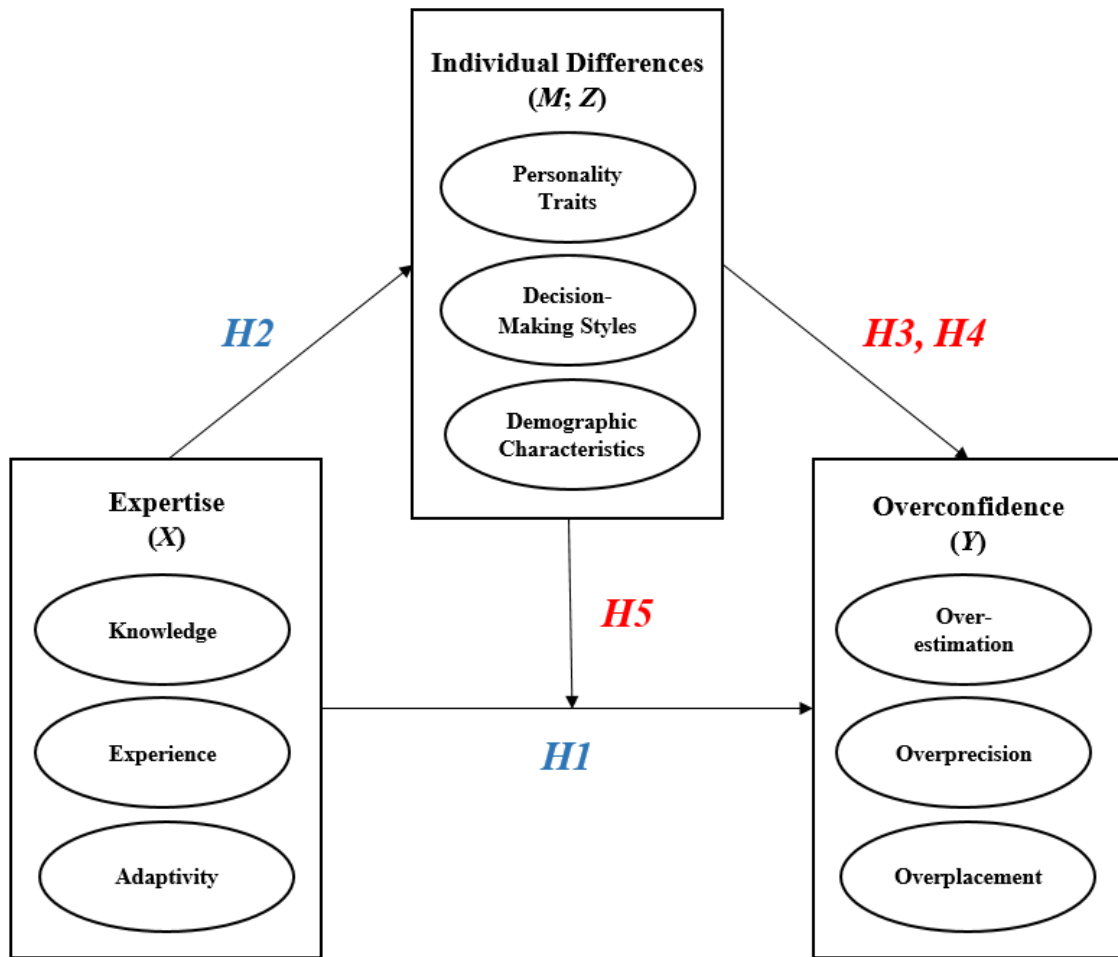 Individual Differences
(M; Z)
Personality
Traits
Decision-
Making Styles
Demographic
Characteristics
H2
H3, H4
H5
H1
Expertise
(X)
Knowledge
Experience
Adaptivity
Overconfidence
(Y)
Over-
estimation
Overprecision
Overplacement